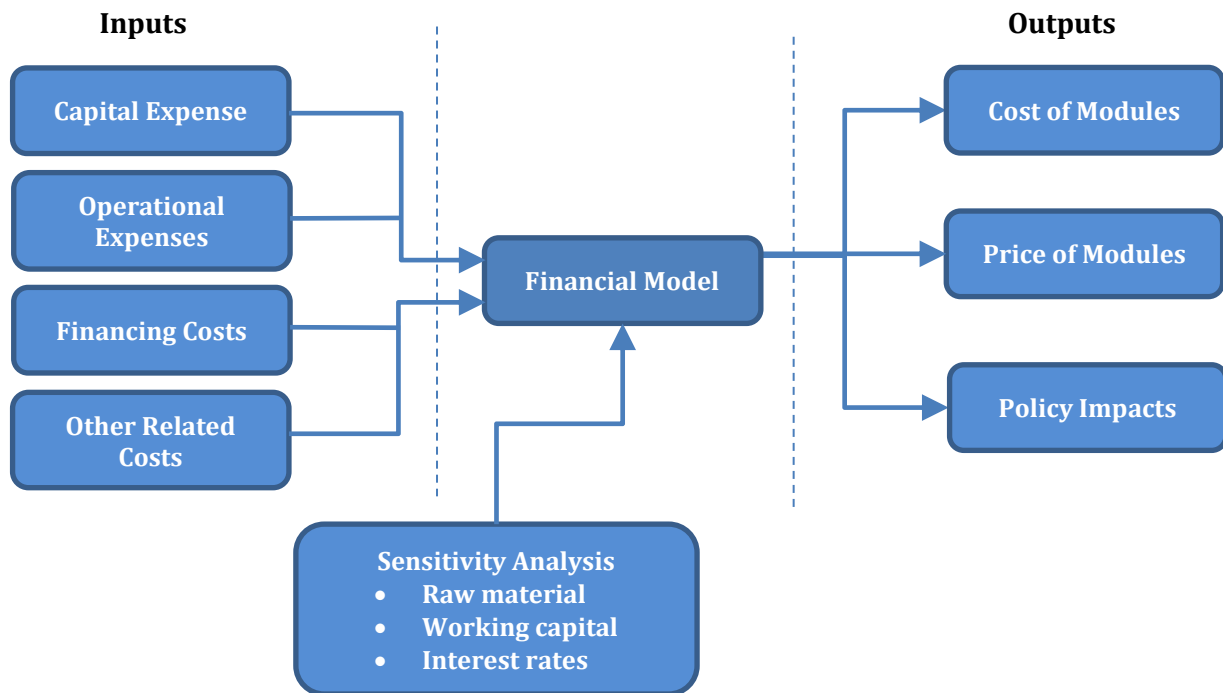 Inputs
Outputs
Capital Expense
Operational
Expenses
Financing Costs
Other Related
Costs
Financial Model
Sensitivity Analysis
• Raw material
• Working capital
• Interest rates
Cost of Modules
Price of Modules
Policy Impacts